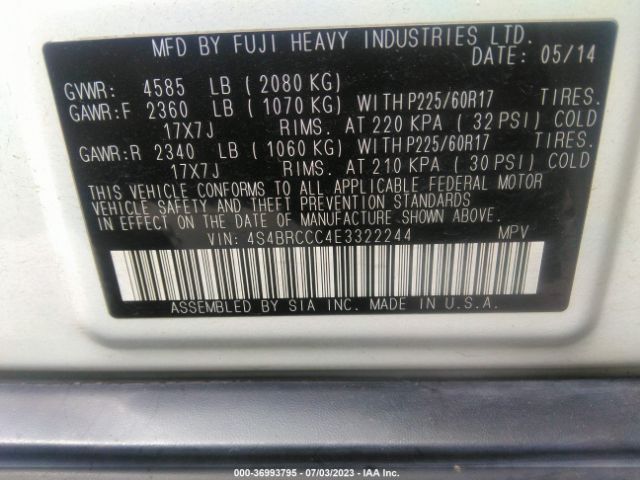 MFD BY FUJI HEAVY INDUSTRIES LTD.
DATE: 05/14
GVWR: 4585 LB (2080 KG)
GAWR:F 2360 LB (1070 KG) WITH P225/60R17 TIRES.
17X7J RIMS. AT 220 KPA (32 PSI) COLD
GAWR:R 2340 LB (1060 KG) WITH P225/60R17 TIRES.
17X7J RIMS. AT 210 KPA (30 PSI) COLD
THIS VEHICLE CONFORMS TO ALL APPLICABLE FEDERAL MOTOR
VEHICLE SAFETY AND THEFT PREVENTION STANDARDS
IN EFFECT ON THE DATE OF MANUFACTURE SHOWN ABOVE.
VIN: 4S4BRCCC4E3322244 MPV
ASSEMBLED BY SIA INC. MADE IN U.S.A.
© - 36993795 - 07/03/2023 - IAA Inc.